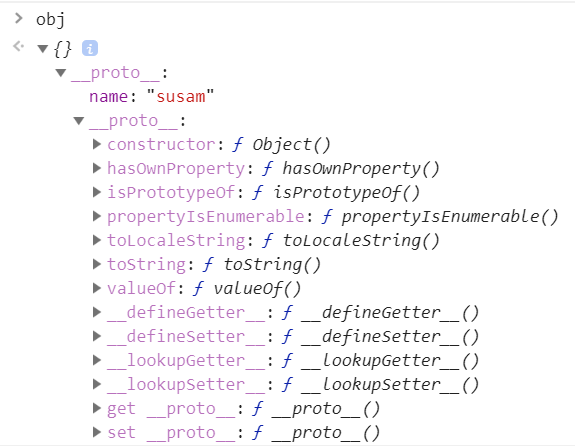 obj
{} i
__proto__:
name: "susam"
__proto__:
constructor: ƒ Object()
hasOwnProperty: ƒ hasOwnProperty()
isPrototypeOf: ƒ isPrototypeOf()
propertyIsEnumerable: ƒ propertyIsEnumerable()
toLocaleString: ƒ toLocaleString()
toString: ƒ toString()
valueOf: ƒ valueOf()
__defineGetter__: ƒ __defineGetter__()
__defineSetter__: ƒ __defineSetter__()
__lookupGetter__: ƒ __lookupGetter__()
__lookupSetter__: ƒ __lookupSetter__()
get __proto__: ƒ __proto__()
set __proto__: ƒ __proto__()